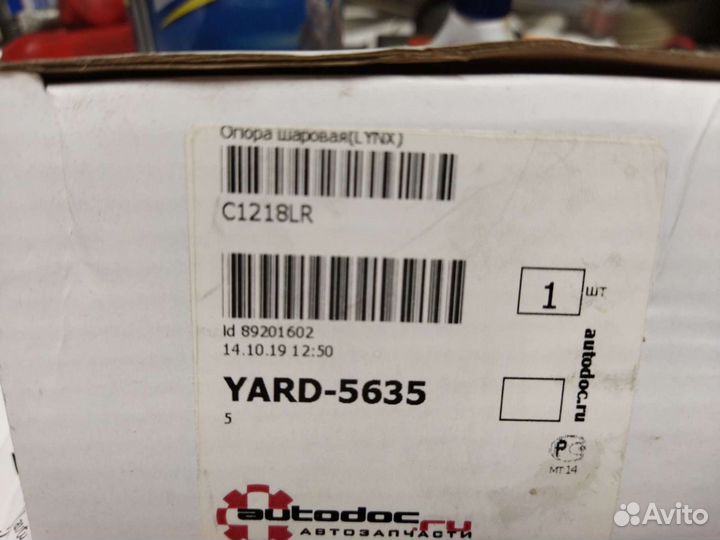 Опора шаровая(LYNX)
C1218LR
1 шт
Id 89201602
14.10.19 12:50
YARD-5635
5
autodoc.ru
МТ14
autodoc.ru
АВТОЗАПЧАСТИ
Avito